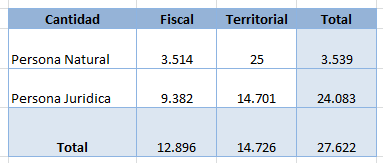 Cantidad Fiscal Territorial Total
Persona Natural 3.514 25 3.539
Persona Juridica 9.382 14.701 24.083
Total 12.896 14.726 27.622